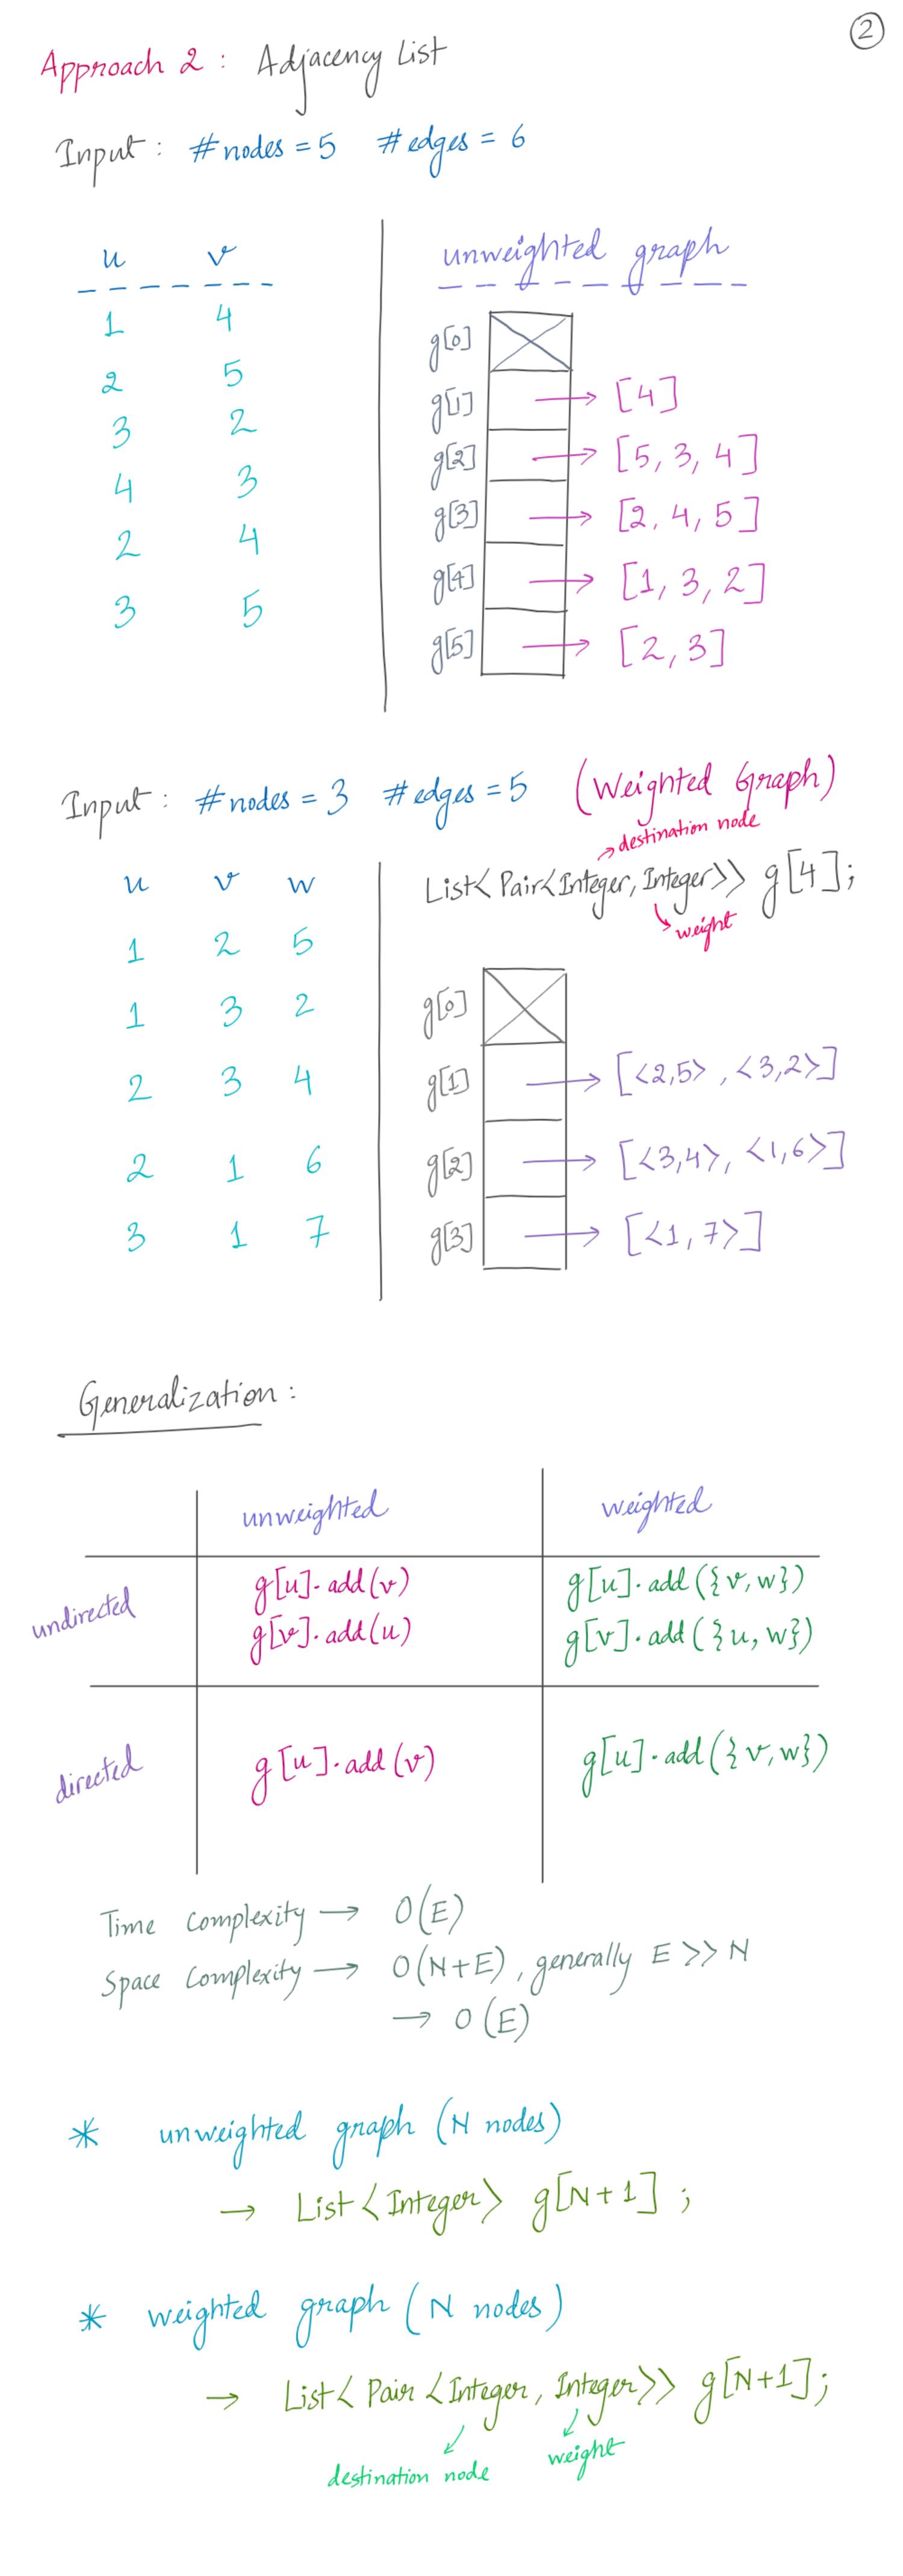 2
Approach 2 : Adjacency List
Input : #nodes = 5 #edges = 6
u v
1 4
2 5
3 2
4 3
2 4
3 5
unweighted graph
g[0]
g[1] → [4]
g[2] → [5, 3, 4]
g[3] → [2, 4, 5]
g[4] → [1, 3, 2]
g[5] → [2, 3]
Input : #nodes = 3 #edges = 5 (Weighted Graph)
u v w
1 2 5
1 3 2
2 3 4
2 1 6
3 1 7
destination node
List< Pair<Integer, Integer>> g[4];
weight
g[0]
g[1] → [<2,5> , <3,2>]
g[2] → [<3,4>, <1,6>]
g[3] → [<1, 7>]
Generalization :
unweighted weighted
undirected
g[u].add(v)
g[v].add(u)
g[u].add({v,w})
g[v].add({u, w})
directed
g[u].add(v)
g[u].add({v,w})
Time Complexity → O(E)
Space Complexity → O(N+E), generally E >> N
→ O(E)
* unweighted graph (N nodes)
→ List<Integer> g[N+1] ;
* weighted graph (N nodes)
→ List< Pair <Integer, Integer>> g[N+1];
destination node weight